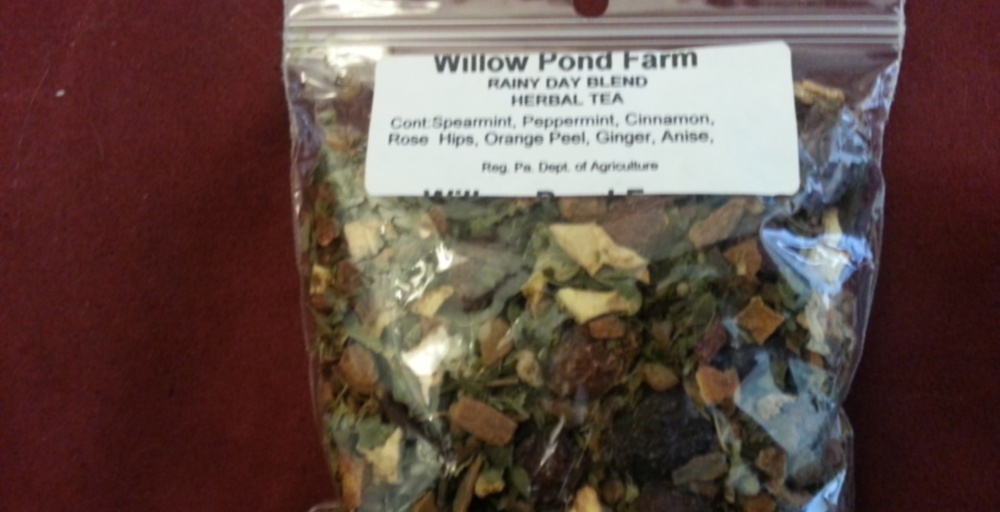 Willow Pond Farm
RAINY DAY BLEND
HERBAL TEA
Cont:Spearmint, Peppermint, Cinnamon,
Rose Hips, Orange Peel, Ginger, Anise,
Reg. Pa. Dept. of Agriculture